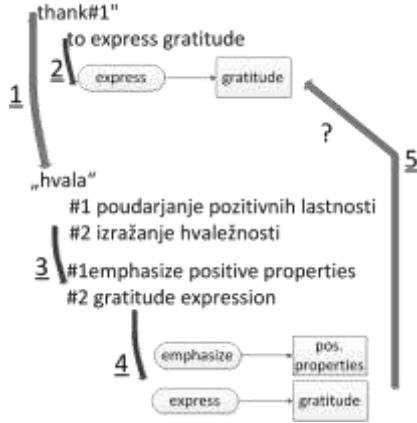 thank#1"
to express gratitude
2
express
gratitude
1
?
5
„hvala“
#1 poudarjanje pozitivnih lastnosti
#2 izražanje hvaležnosti
3
#1emphasize positive properties
#2 gratitude expression
4
emphasize
pos.
properties
express
gratitude